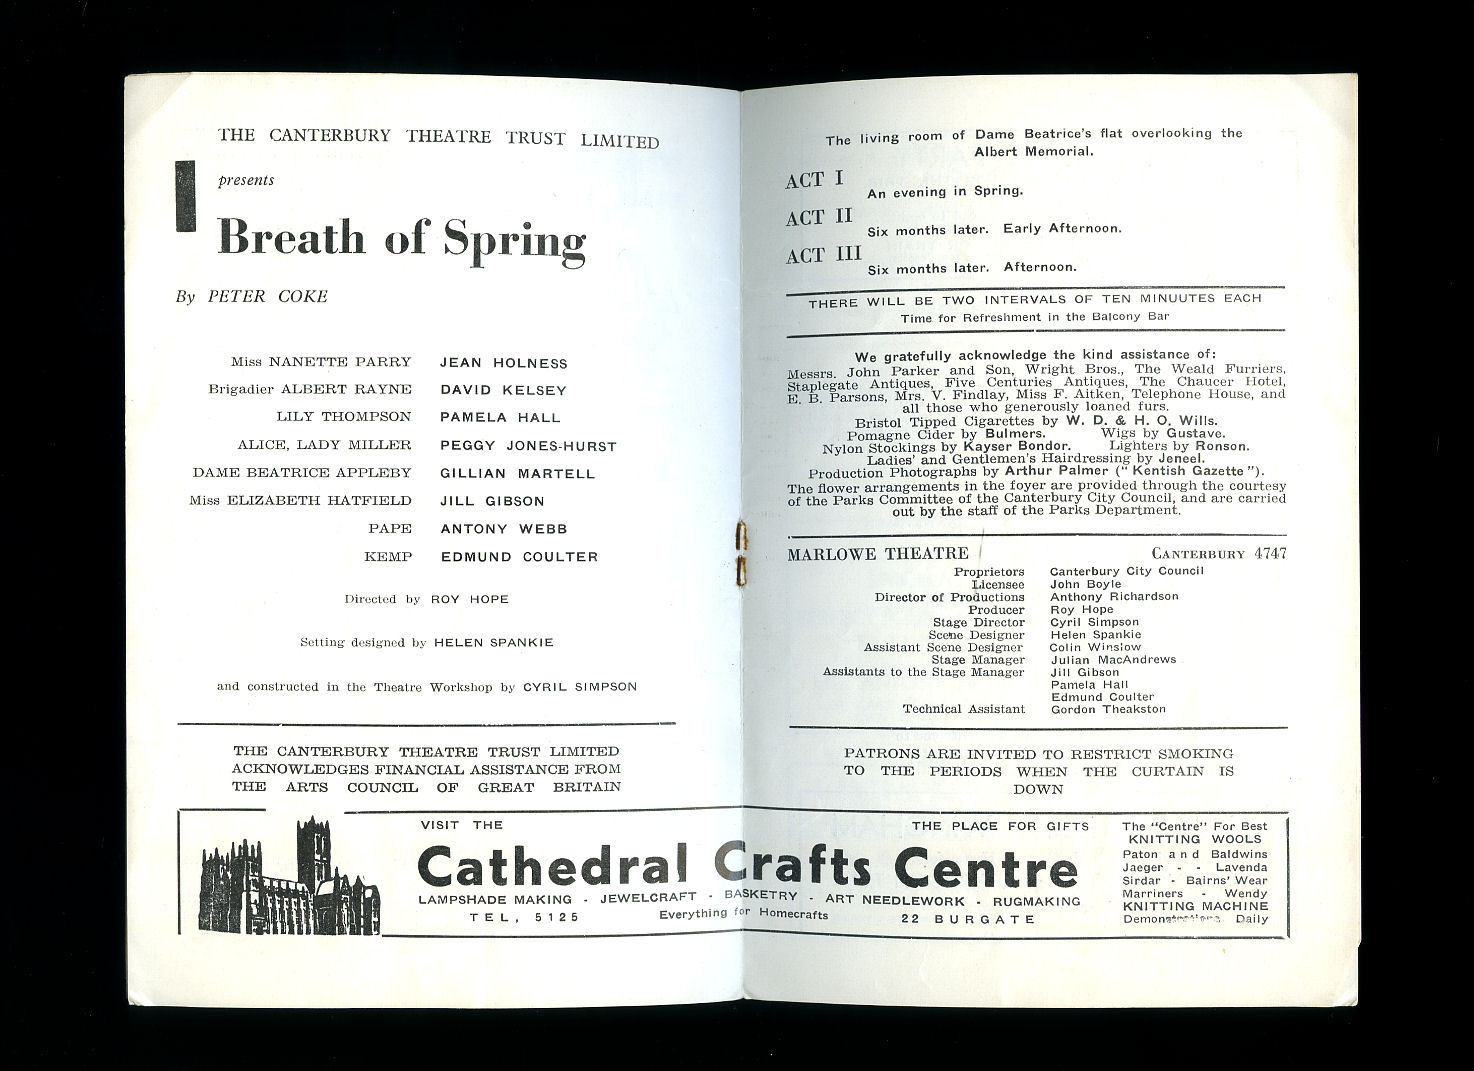 THE CANTERBURY THEATRE TRUST LIMITED
presents
Breath of Spring
By PETER COKE
Miss NANETTE PARRY JEAN HOLNESS
Brigadier ALBERT RAYNE DAVID KELSEY
LILY THOMPSON PAMELA HALL
ALICE, LADY MILLER PEGGY JONES-HURST
DAME BEATRICE APPLEBY GILLIAN MARTELL
Miss ELIZABETH HATFIELD JILL GIBSON
PAPE ANTONY WEBB
KEMP EDMUND COULTER
Directed by ROY HOPE
Setting designed by HELEN SPANKIE
and constructed in the Theatre Workshop by CYRIL SIMPSON
THE CANTERBURY THEATRE TRUST LIMITED
ACKNOWLEDGES FINANCIAL ASSISTANCE FROM
THE ARTS COUNCIL OF GREAT BRITAIN
The living room of Dame Beatrice's flat overlooking the
Albert Memorial.
ACT I
An evening in Spring.
ACT II
Six months later. Early Afternoon.
ACT III
Six months later. Afternoon.
THERE WILL BE TWO INTERVALS OF TEN MINUUTES EACH
Time for Refreshment in the Balcony Bar
We gratefully acknowledge the kind assistance of:
Messrs. John Parker and Son, Wright Bros., The Weald Furriers,
Staplegate Antiques, Five Centuries Antiques, The Chaucer Hotel,
E. B. Parsons, Mrs. V. Findlay, Miss F. Aitken, Telephone House, and
all those who generously loaned furs.
Bristol Tipped Cigarettes by W. D. & H. O. Wills.
Pomagne Cider by Bulmers. Wigs by Gustave.
Nylon Stockings by Kayser Bondor. Lighters by Ronson.
Ladies' and Gentlemen's Hairdressing by Jeneel.
Production Photographs by Arthur Palmer (" Kentish Gazette ").
The flower arrangements in the foyer are provided through the courtesy
of the Parks Committee of the Canterbury City Council, and are carried
out by the staff of the Parks Department.
MARLOWE THEATRE CANTERBURY 4747
Proprietors Canterbury City Council
Licensee John Boyle
Director of Productions Anthony Richardson
Producer Roy Hope
Stage Director Cyril Simpson
Scene Designer Helen Spankie
Assistant Scene Designer Colin Winslow
Stage Manager Julian MacAndrews
Assistants to the Stage Manager Jill Gibson
Pamela Hall
Edmund Coulter
Technical Assistant Gordon Theakston
PATRONS ARE INVITED TO RESTRICT SMOKING
TO THE PERIODS WHEN THE CURTAIN IS
DOWN
VISIT THE THE PLACE FOR GIFTS
Cathedral Crafts Centre
LAMPSHADE MAKING - JEWELCRAFT - BASKETRY - ART NEEDLEWORK - RUGMAKING
TEL, 5125 Everything for Homecrafts 22 BURGATE
The "Centre" For Best
KNITTING WOOLS
Paton and Baldwins
Jaeger - - Lavenda
Sirdar - Bairns' Wear
Marriners - Wendy
KNITTING MACHINE
Demonstrations Daily